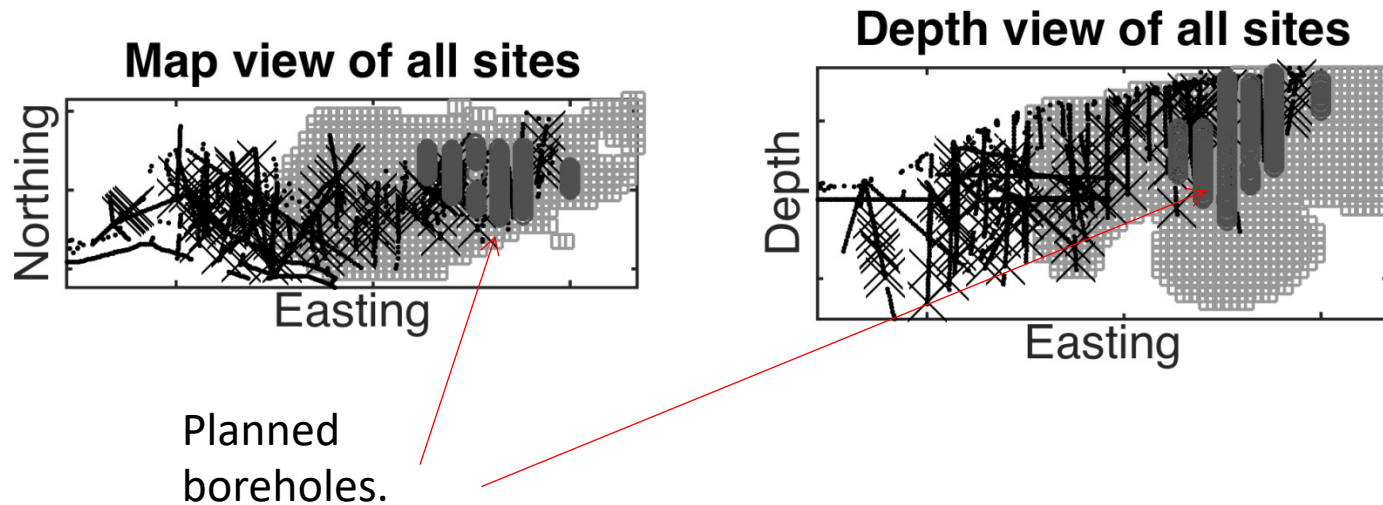 Map view of all sites
Northing
Easting
Depth view of all sites
Depth
Easting
Planned
boreholes.